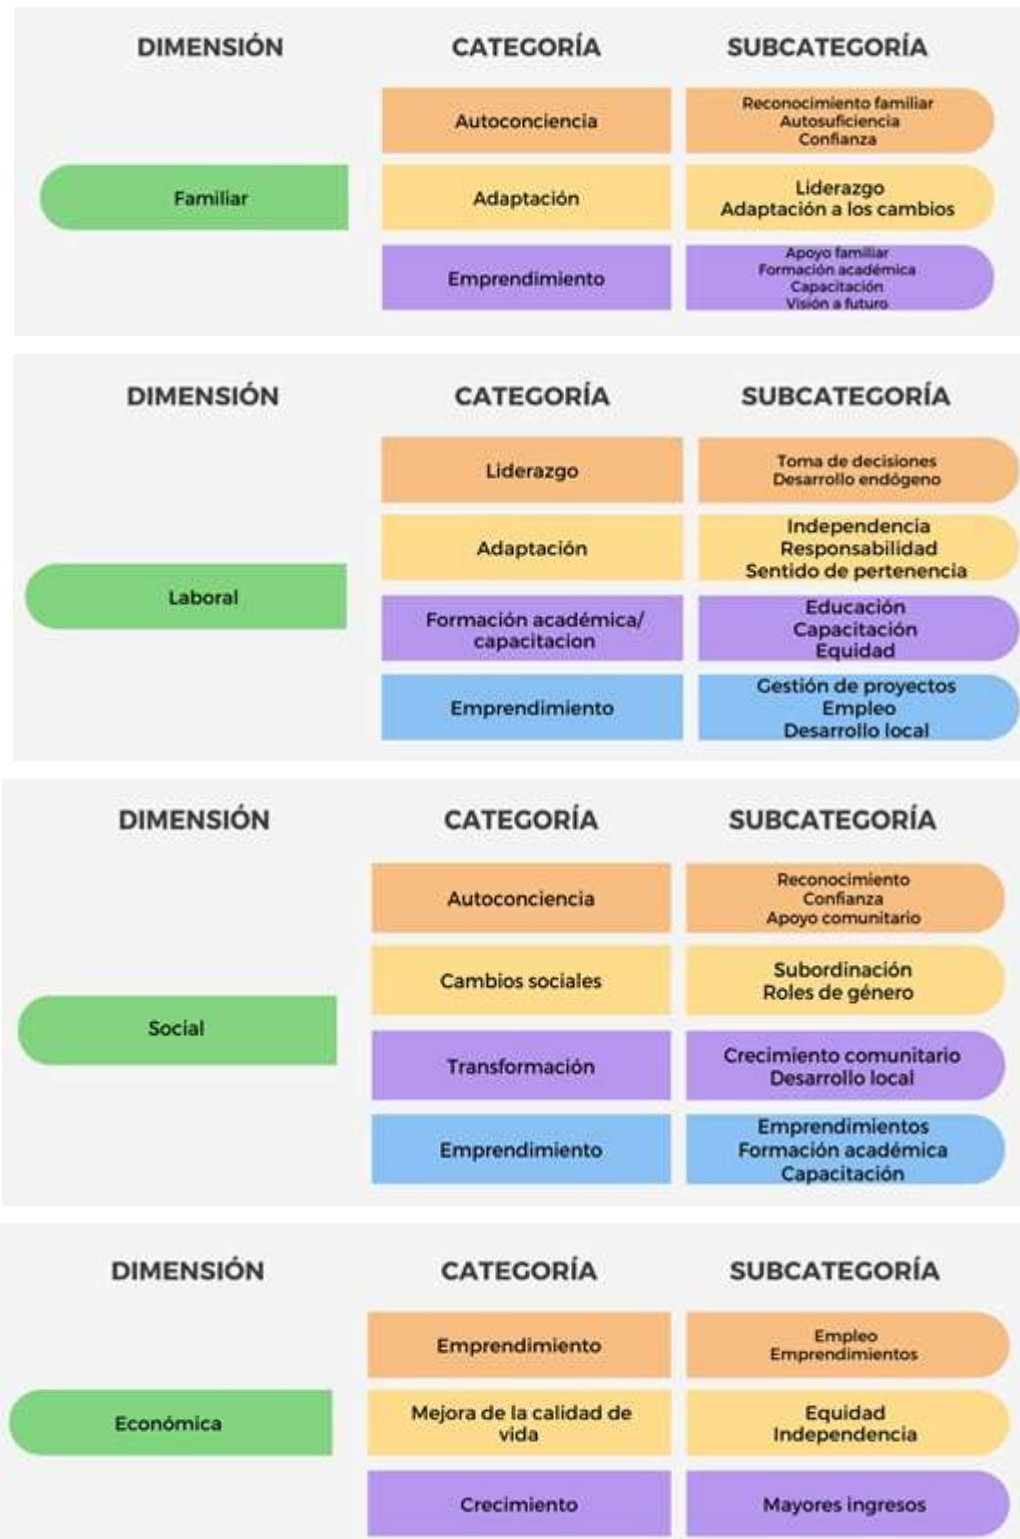 DIMENSIÓN CATEGORÍA SUBCATEGORÍA
Familiar
Autoconciencia
Reconocimiento familiar
Autosuficiencia
Confianza
Adaptación
Liderazgo
Adaptación a los cambios
Emprendimiento
Apoyo familiar
Formación académica
Capacitación
Visión a futuro
DIMENSIÓN CATEGORÍA SUBCATEGORÍA
Laboral
Liderazgo
Toma de decisiones
Desarrollo endógeno
Adaptación
Independencia
Responsabilidad
Sentido de pertenencia
Formación académica/
capacitacion
Educación
Capacitación
Equidad
Emprendimiento
Gestión de proyectos
Empleo
Desarrollo local
DIMENSIÓN CATEGORÍA SUBCATEGORÍA
Social
Autoconciencia
Reconocimiento
Confianza
Apoyo comunitario
Cambios sociales
Subordinación
Roles de género
Transformación
Crecimiento comunitario
Desarrollo local
Emprendimiento
Emprendimientos
Formación académica
Capacitación
DIMENSIÓN CATEGORÍA SUBCATEGORÍA
Económica
Emprendimiento
Empleo
Emprendimientos
Mejora de la calidad de
vida
Equidad
Independencia
Crecimiento
Mayores ingresos